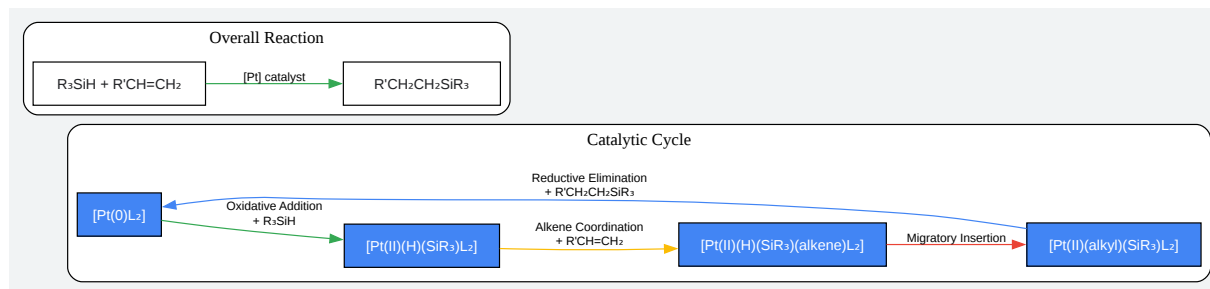 Overall Reaction
R₃SiH + R'CH=CH₂
[Pt] catalyst
R'CH₂CH₂SiR₃
Catalytic Cycle
Reductive Elimination
+ R'CH₂CH₂SiR₃
[Pt(0)L₂]
Oxidative Addition
+ R₃SiH
[Pt(II)(H)(SiR₃)L₂]
Alkene Coordination
+ R'CH=CH₂
[Pt(II)(H)(SiR₃)(alkene)L₂]
Migratory Insertion
[Pt(II)(alkyl)(SiR₃)L₂]